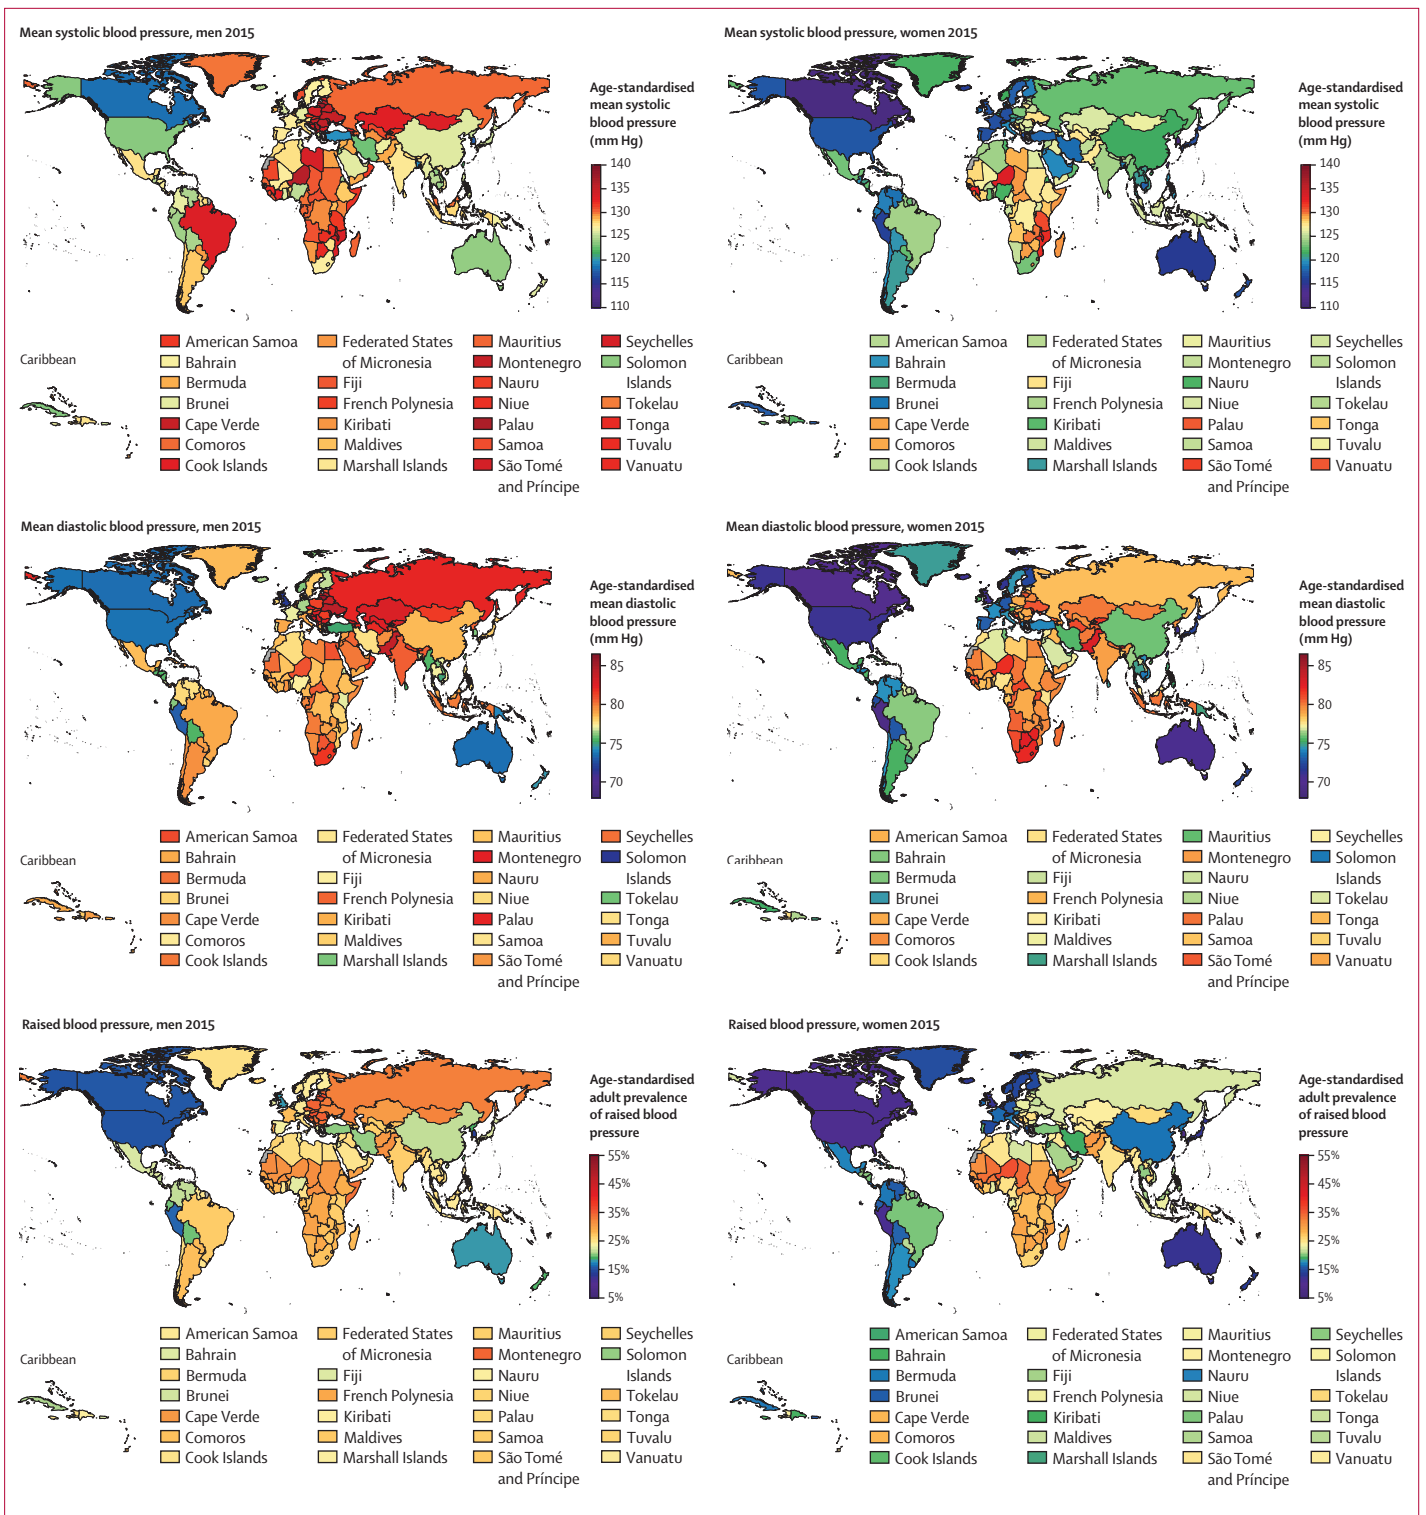 Mean systolic blood pressure, men 2015
Age-standardised
mean systolic
blood pressure
(mm Hg)
140
135
130
125
120
115
110
Caribbean
American Samoa
Bahrain
Bermuda
Brunei
Cape Verde
Comoros
Cook Islands
Federated States
of Micronesia
Fiji
French Polynesia
Kiribati
Maldives
Marshall Islands
Mauritius
Montenegro
Nauru
Niue
Palau
Samoa
São Tomé
and Príncipe
Seychelles
Solomon
Islands
Tokelau
Tonga
Tuvalu
Vanuatu
Mean systolic blood pressure, women 2015
Age-standardised
mean systolic
blood pressure
(mm Hg)
140
135
130
125
120
115
110
Caribbean
American Samoa
Bahrain
Bermuda
Brunei
Cape Verde
Comoros
Cook Islands
Federated States
of Micronesia
Fiji
French Polynesia
Kiribati
Maldives
Marshall Islands
Mauritius
Montenegro
Nauru
Niue
Palau
Samoa
São Tomé
and Príncipe
Seychelles
Solomon
Islands
Tokelau
Tonga
Tuvalu
Vanuatu
Mean diastolic blood pressure, men 2015
Age-standardised
mean diastolic
blood pressure
(mm Hg)
85
80
75
70
Caribbean
American Samoa
Bahrain
Bermuda
Brunei
Cape Verde
Comoros
Cook Islands
Federated States
of Micronesia
Fiji
French Polynesia
Kiribati
Maldives
Marshall Islands
Mauritius
Montenegro
Nauru
Niue
Palau
Samoa
São Tomé
and Príncipe
Seychelles
Solomon
Islands
Tokelau
Tonga
Tuvalu
Vanuatu
Mean diastolic blood pressure, women 2015
Age-standardised
mean diastolic
blood pressure
(mm Hg)
85
80
75
70
Caribbean
American Samoa
Bahrain
Bermuda
Brunei
Cape Verde
Comoros
Cook Islands
Federated States
of Micronesia
Fiji
French Polynesia
Kiribati
Maldives
Marshall Islands
Mauritius
Montenegro
Nauru
Niue
Palau
Samoa
São Tomé
and Príncipe
Seychelles
Solomon
Islands
Tokelau
Tonga
Tuvalu
Vanuatu
Raised blood pressure, men 2015
Age-standardised
adult prevalence
of raised blood
pressure
55%
45%
35%
25%
15%
5%
Caribbean
American Samoa
Bahrain
Bermuda
Brunei
Cape Verde
Comoros
Cook Islands
Federated States
of Micronesia
Fiji
French Polynesia
Kiribati
Maldives
Marshall Islands
Mauritius
Montenegro
Nauru
Niue
Palau
Samoa
São Tomé
and Príncipe
Seychelles
Solomon
Islands
Tokelau
Tonga
Tuvalu
Vanuatu
Raised blood pressure, women 2015
Age-standardised
adult prevalence
of raised blood
pressure
55%
45%
35%
25%
15%
5%
Caribbean
American Samoa
Bahrain
Bermuda
Brunei
Cape Verde
Comoros
Cook Islands
Federated States
of Micronesia
Fiji
French Polynesia
Kiribati
Maldives
Marshall Islands
Mauritius
Montenegro
Nauru
Niue
Palau
Samoa
São Tomé
and Príncipe
Seychelles
Solomon
Islands
Tokelau
Tonga
Tuvalu
Vanuatu